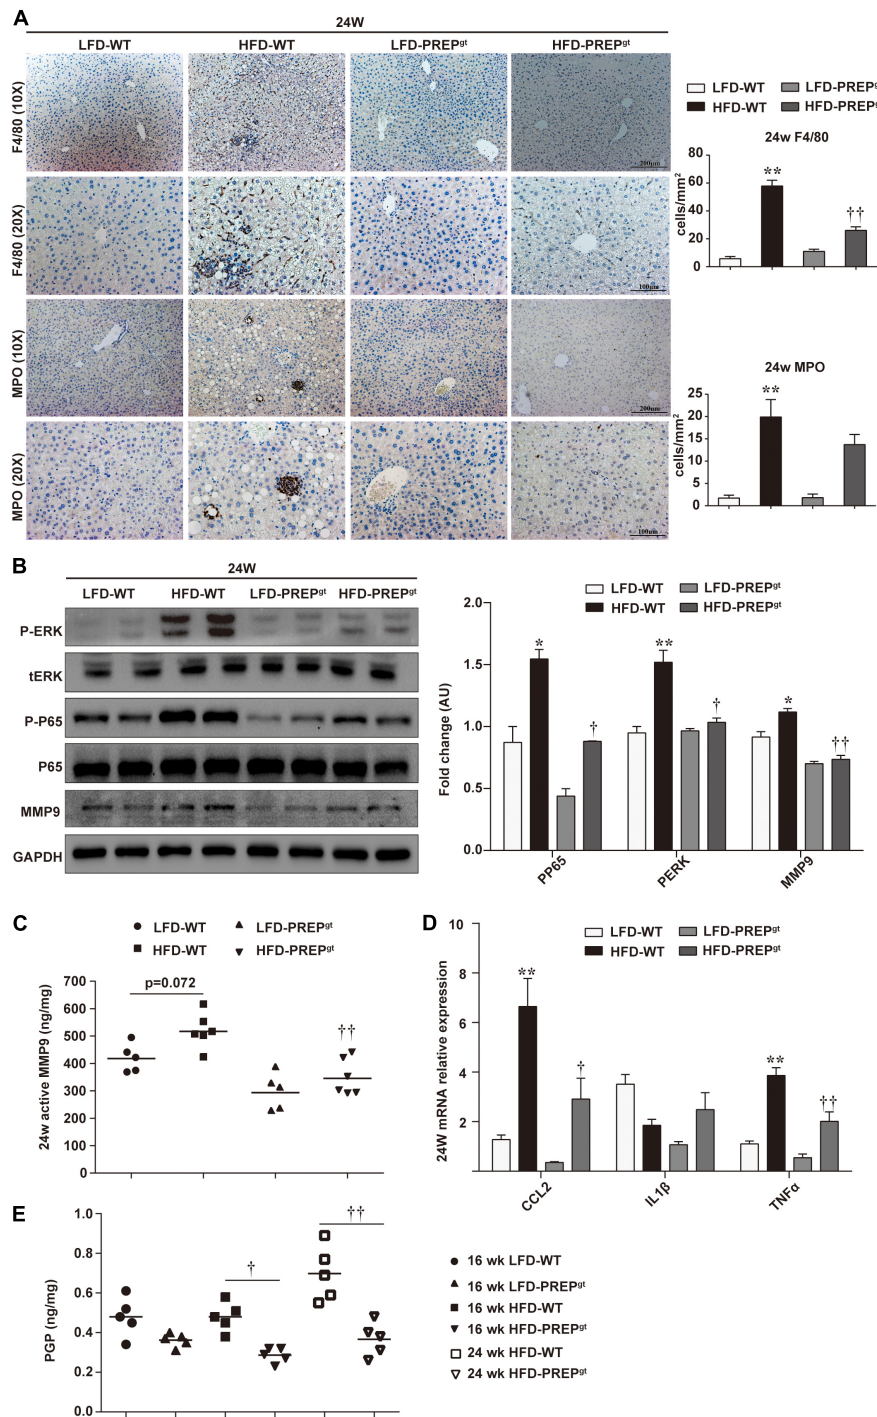 A
24W
LFD-WT HFD-WT LFD-PREPgt HFD-PREPgt
F4/80 (10X)
200μm
F4/80 (20X)
100μm
MPO (10X)
200μm
MPO (20X)
100μm
LFD-WT LFD-PREPg
HFD-WT HFD-PREPg
24w F4/80
cells/mm2
80
60
40
20
0
**
††
24w MPO
cells/mm2
25
20
15
10
5
0
**
B
24W
LFD-WT HFD-WT LFD-PREPgt HFD-PREPgt
P-ERK
tERK
P-P65
P65
MMP9
GAPDH
LFD-WT LFD-PREPgt
HFD-WT HFD-PREPgt
Fold change (AU)
2.0
1.5
1.0
0.5
0.0
* † ** † * ††
PP65 PERK MMP9
C
LFD-WT LFD-PREPgt
HFD-WT HFD-PREPgt
24w active MMP9 (ng/mg)
700
600
500
400
300
200
100
0
p=0.072
††
D
LFD-WT LFD-PREPgt
HFD-WT HFD-PREPgt
24W mRNA relative expression
10
8
6
4
2
** † ** ††
CCL2 IL1β TNFα
E
PGP (ng/mg)
1.0
0.8
0.6
0.4
0.2
0.0
†
††
16 wk LFD-WT
16 wk LFD-PREPgt
16 wk HFD-WT
16 wk HFD-PREPgt
24 wk HFD-WT
24 wk HFD-PREPgt